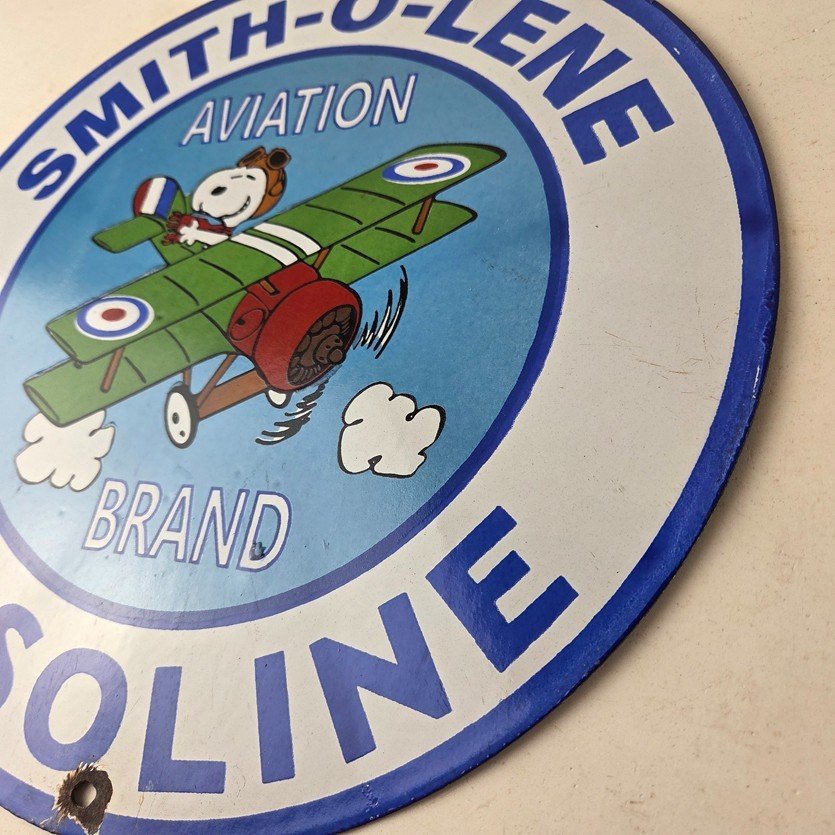 SMITH-O-LENE
AVIATION
BRAND
SOLINE